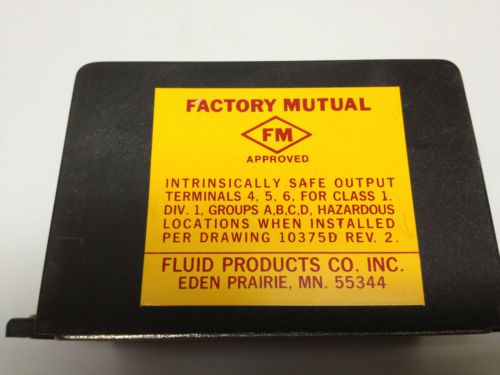 FACTORY MUTUAL
FM
APPROVED
INTRINSICALLY SAFE OUTPUT
TERMINALS 4, 5, 6, FOR CLASS 1.
DIV. 1, GROUPS A,B,C,D, HAZARDOUS
LOCATIONS WHEN INSTALLED
PER DRAWING 10375D REV. 2.
FLUID PRODUCTS CO. INC.
EDEN PRAIRIE, MN. 55344